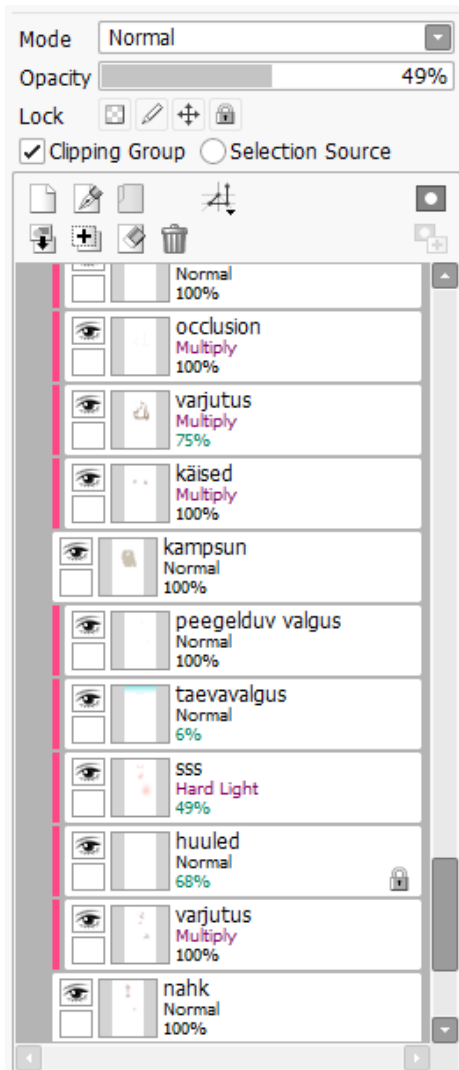 Mode Normal
Opacity 49%
Lock
Clipping Group Selection Source
Normal
100%
occlusion
Multiply
100%
varjutus
Multiply
75%
käised
Multiply
100%
kampsun
Normal
100%
peegelduv valgus
Normal
100%
taevavalgus
Normal
6%
sss
Hard Light
49%
huuled
Normal
68%
varjutus
Multiply
100%
nahk
Normal
100%